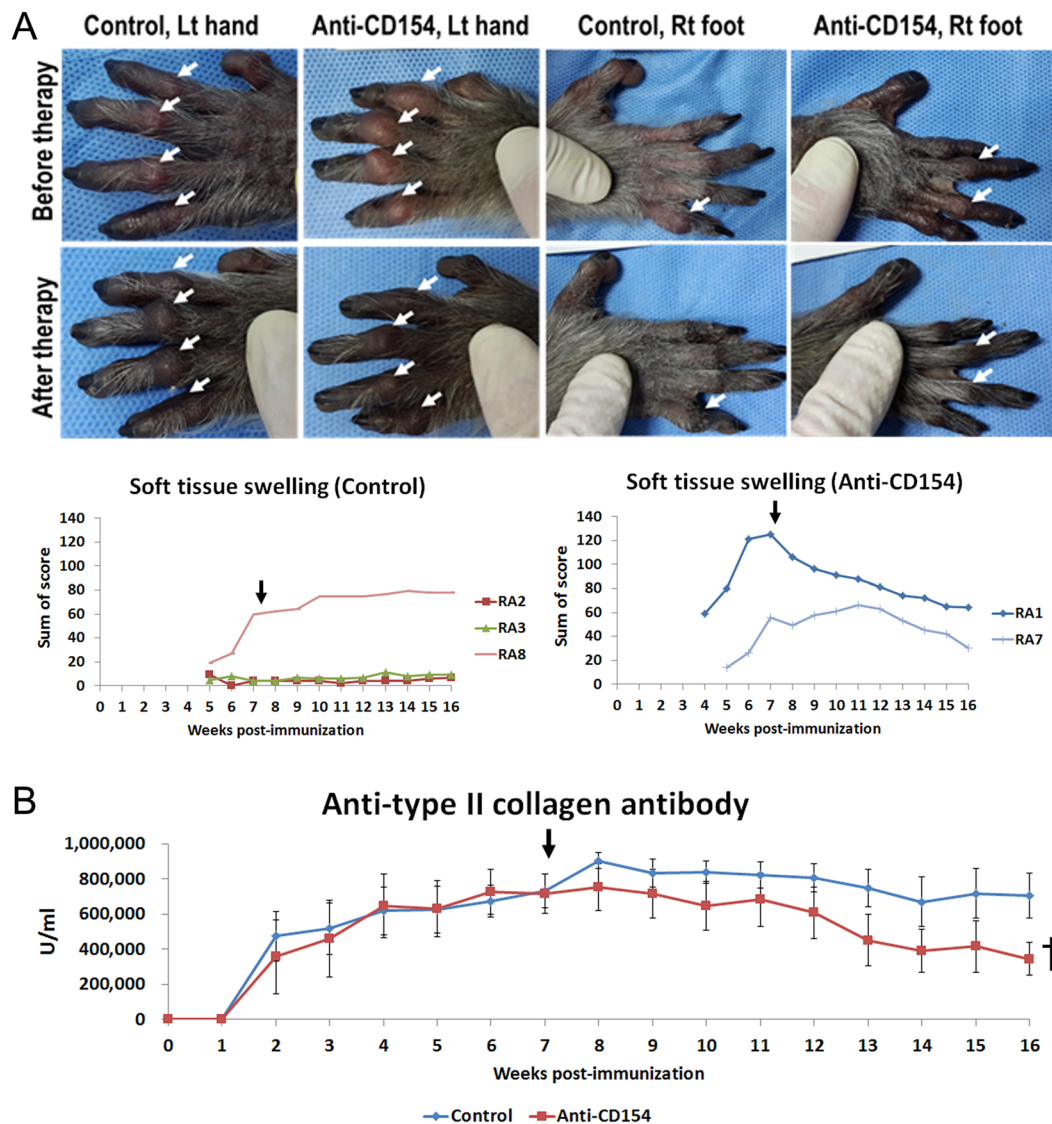 A
Control, Lt hand
Anti-CD154, Lt hand
Control, Rt foot
Anti-CD154, Rt foot
Before therapy
After therapy
Soft tissue swelling (Control)
Sum of score
140
120
100
80
60
40
20
0
0 1 2 3 4 5 6 7 8 9 10 11 12 13 14 15 16
Weeks post-immunization
RA2
RA3
RA8
Soft tissue swelling (Anti-CD154)
Sum of score
140
120
100
80
60
40
20
0
0 1 2 3 4 5 6 7 8 9 10 11 12 13 14 15 16
Weeks post-immunization
RA1
RA7
B
Anti-type II collagen antibody
U/ml
1,000,000
800,000
600,000
400,000
200,000
0
0 1 2 3 4 5 6 7 8 9 10 11 12 13 14 15 16
†
Weeks post-immunization
Control
Anti-CD154